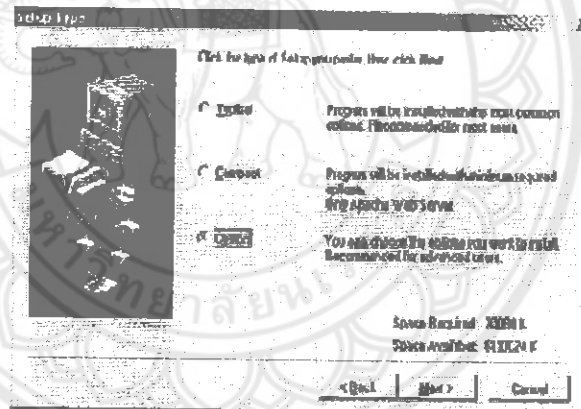 Setup Type
Click the type of Setup you prefer, then click Next.
Typical
Program will be installed with the most common
options. Recommended for most users.
Compact
Program will be installed with minimum required
options.
Web Server
Custom
You may choose the options you want to install.
Recommended for advanced users.
Space Required:
Space Available:
< Back
Next >
Cancel